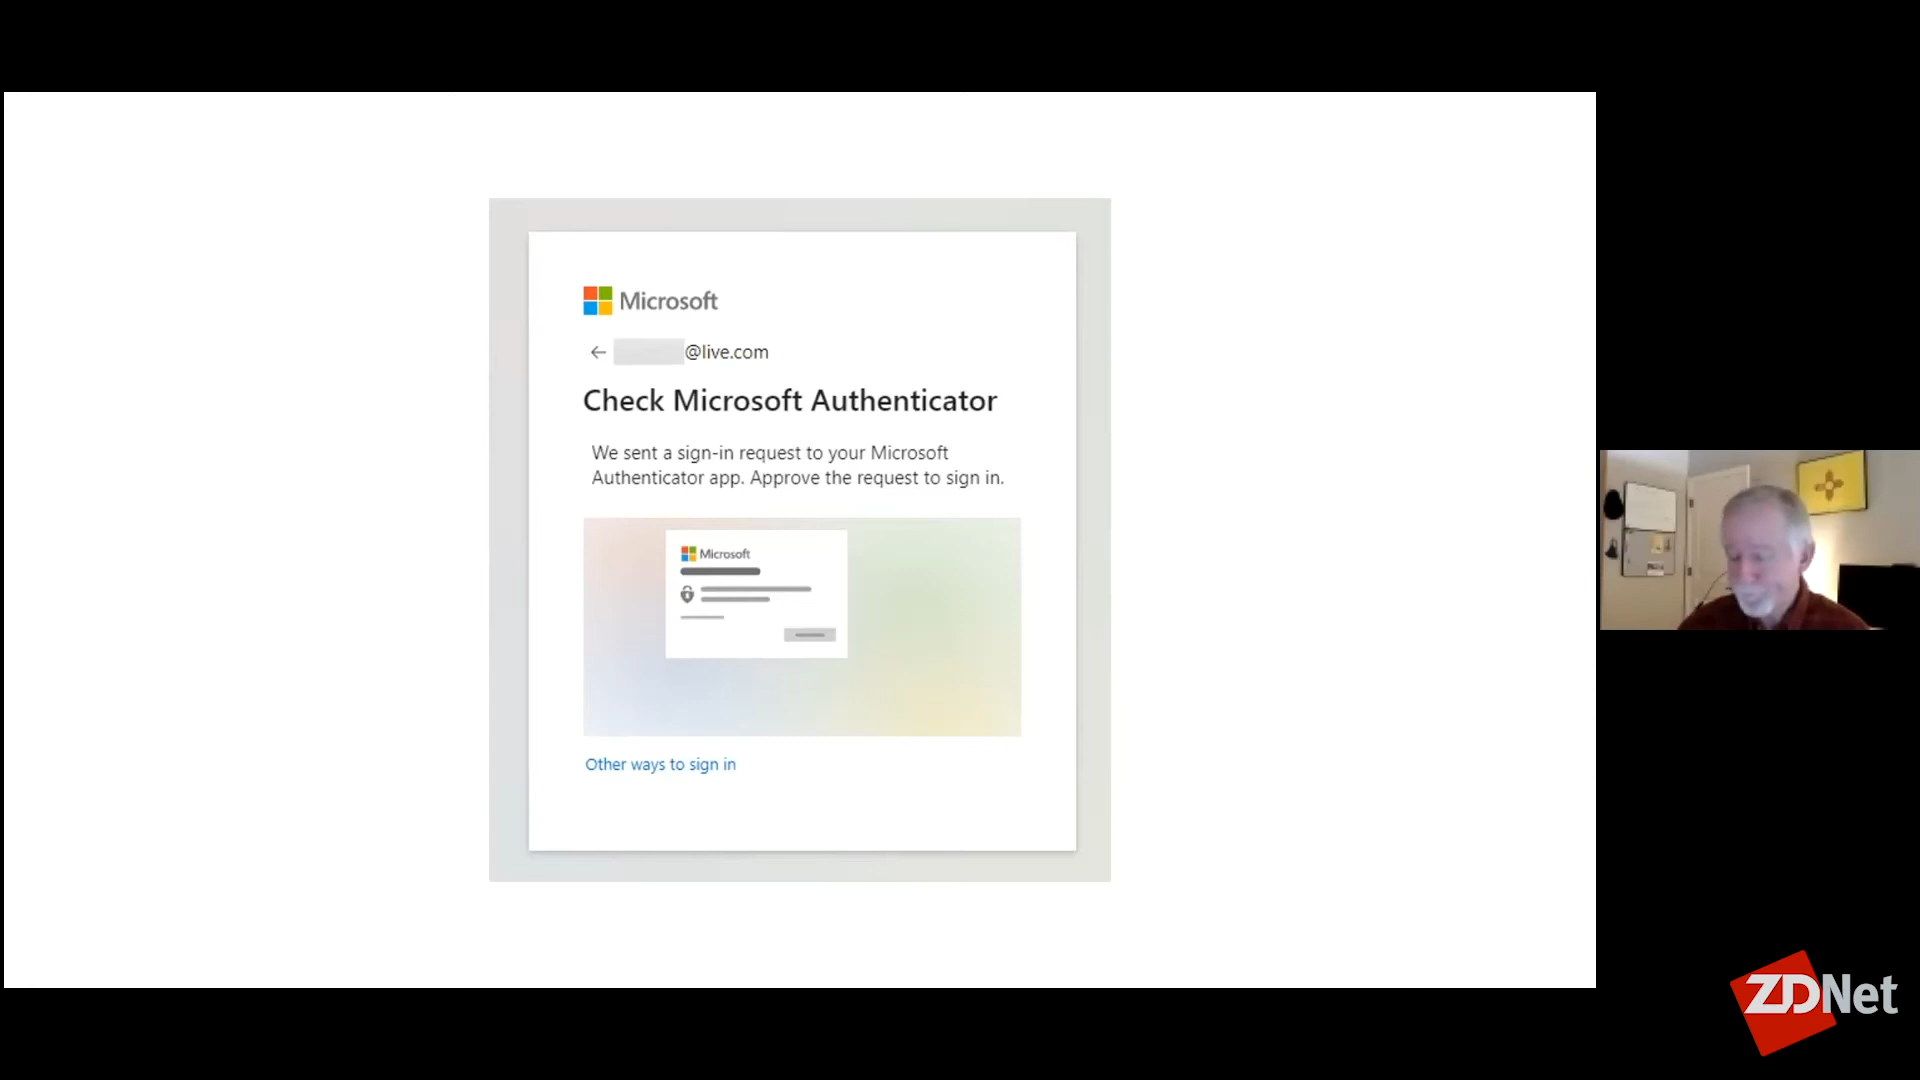 Microsoft
@live.com
Check Microsoft Authenticator
We sent a sign-in request to your Microsoft
Authenticator app. Approve the request to sign in.
Microsoft
Other ways to sign in
ZDNet